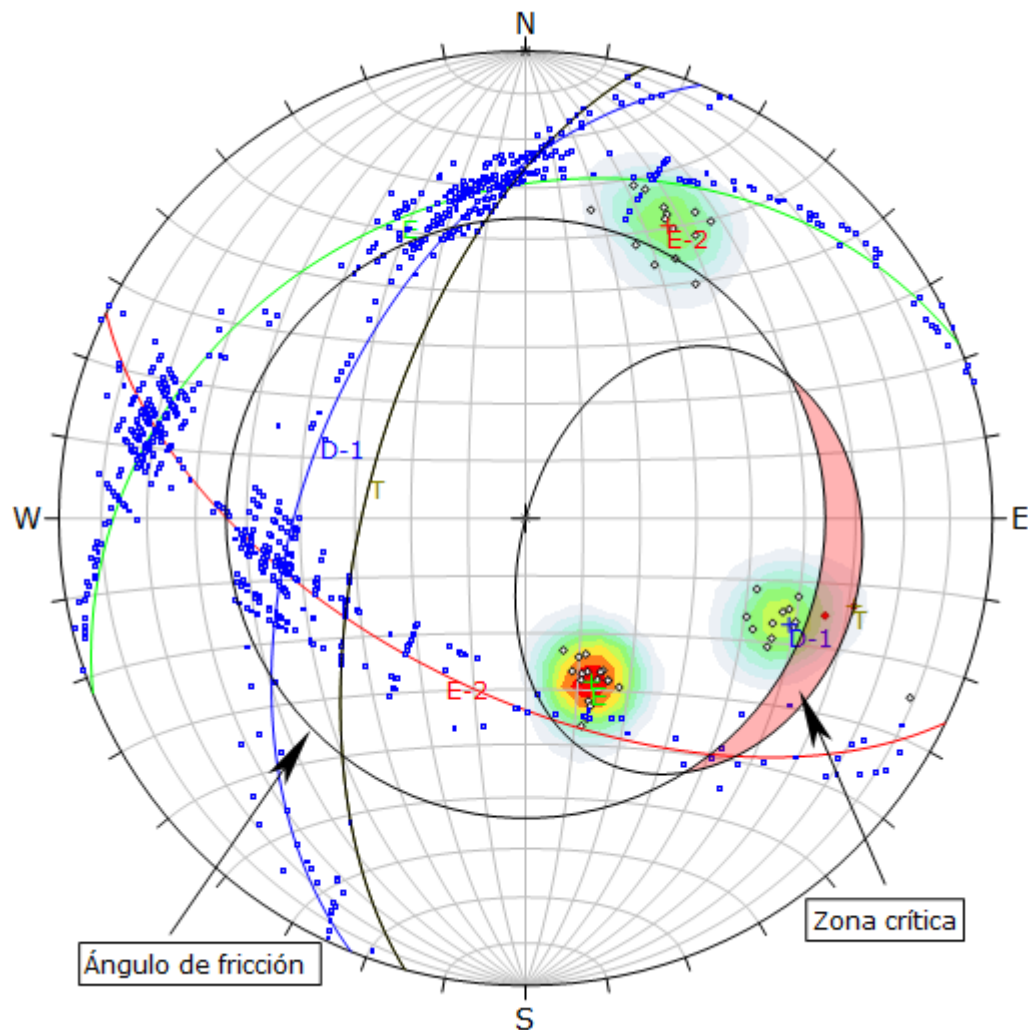 N
E
E-2
D-1
T
W
E
T
D-1
E
E-2
Zona crítica
Ángulo de fricción
S